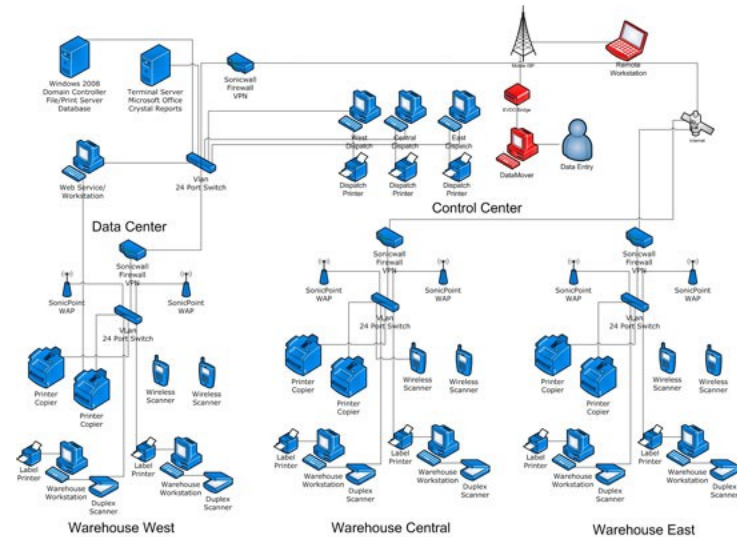 Windows 2008
Domain Controller
File/Print Server
Database
Terminal Server
Microsoft Office
Crystal Reports
Sonicwall
Firewall
VPN
Mobile ISP
Remote
Workstation
EVDO Bridge
Internet
West
Dispatch
Central
Dispatch
East
Dispatch
DataMover
Data Entry
Web Service/
Workstation
Vlan
24 Port Switch
Dispatch
Printer
Dispatch
Printer
Dispatch
Printer
Data Center
Control Center
Sonicwall
Firewall
VPN
SonicPoint
WAP
SonicPoint
WAP
VLan
24 Port Switch
Printer
Copier
Printer
Copier
Wireless
Scanner
Wireless
Scanner
Label
Printer
Warehouse
Workstation
Duplex
Scanner
Label
Printer
Warehouse
Workstation
Duplex
Scanner
Warehouse West
Sonicwall
Firewall
VPN
SonicPoint
WAP
SonicPoint
WAP
VLan
24 Port Switch
Printer
Copier
Printer
Copier
Wireless
Scanner
Wireless
Scanner
Label
Printer
Warehouse
Workstation
Duplex
Scanner
Label
Printer
Warehouse
Workstation
Duplex
Scanner
Warehouse Central
Sonicwall
Firewall
VPN
SonicPoint
WAP
SonicPoint
WAP
VLan
24 Port Switch
Printer
Copier
Printer
Copier
Wireless
Scanner
Wireless
Scanner
Label
Printer
Warehouse
Workstation
Duplex
Scanner
Label
Printer
Warehouse
Workstation
Duplex
Scanner
Warehouse East